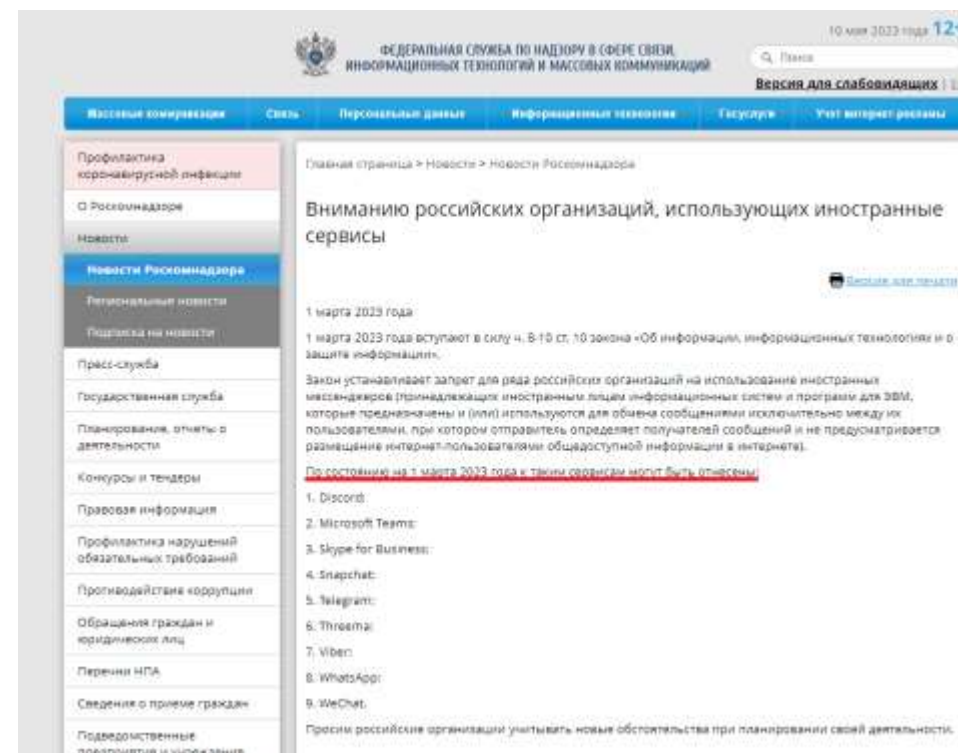 10 мая 2023 года 12+
ФЕДЕРАЛЬНАЯ СЛУЖБА ПО НАДЗОРУ В СФЕРЕ СВЯЗИ,
ИНФОРМАЦИОННЫХ ТЕХНОЛОГИЙ И МАССОВЫХ КОММУНИКАЦИЙ
Поиск
Версия для слабовидящих |
Массовые коммуникации
Связь
Персональные данные
Информационные технологии
Госуслуги
Учет интернет-рекламы
Профилактика
коронавирусной инфекции
О Роскомнадзоре
Новости
Новости Роскомнадзора
Региональные новости
Подписка на новости
Пресс-служба
Государственная служба
Планирование, отчеты о
деятельности
Конкурсы и тендеры
Правовая информация
Профилактика нарушений
обязательных требований
Противодействие коррупции
Обращения граждан и
юридических лиц
Перечни НПА
Сведения о приеме граждан
Подведомственные
предприятия и учреждения
Главная страница > Новости > Новости Роскомнадзора
Вниманию российских организаций, использующих иностранные
сервисы
Версия для печати
1 марта 2023 года
1 марта 2023 года вступают в силу ч. 8-10 ст. 10 закона «Об информации, информационных технологиях и о
защите информации».
Закон устанавливает запрет для ряда российских организаций на использование иностранных
мессенджеров (принадлежащих иностранным лицам информационных систем и программ для ЭВМ,
которые предназначены и (или) используются для обмена сообщениями исключительно между их
пользователями, при котором отправитель определяет получателей сообщений и не предусматривается
размещение интернет-пользователями общедоступной информации в интернете).
По состоянию на 1 марта 2023 года к таким сервисам могут быть отнесены:
1. Discord;
2. Microsoft Teams;
3. Skype for Business;
4. Snapchat;
5. Telegram;
6. Threema;
7. Viber;
8. WhatsApp;
9. WeChat.
Просим российские организации учитывать новые обстоятельства при планировании своей деятельности.